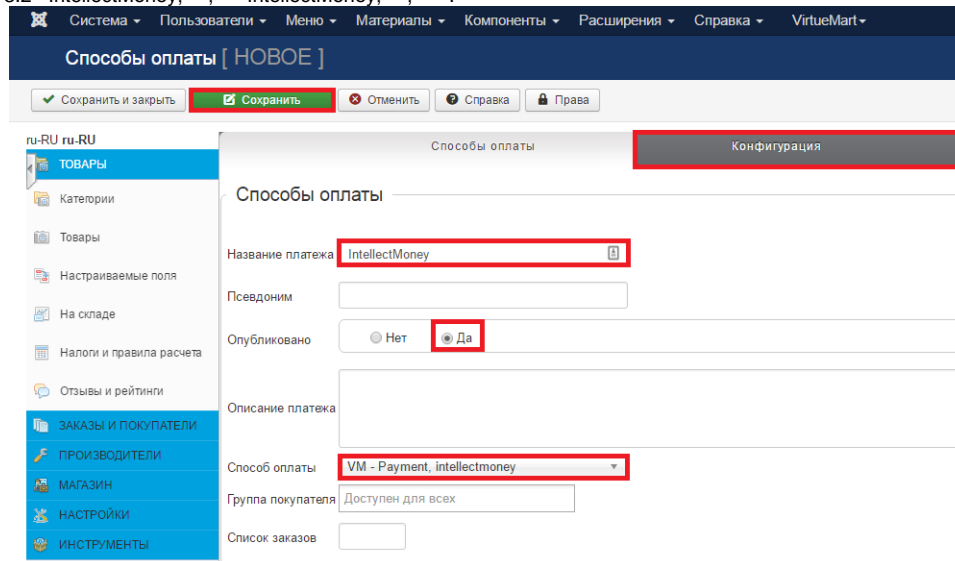 Система Пользователи Меню Материалы Компоненты Расширения Справка VirtueMart
Способы оплаты [ НОВОЕ ]
Сохранить и закрыть Сохранить Отменить Справка Права
ru-RU ru-RU
Способы оплаты Конфигурация
ТОВАРЫ
Способы оплаты
Категории
Товары
Название платежа IntellectMoney
Настраиваемые поля
Псевдоним
На складе
Опубликовано Нет Да
Налоги и правила расчета
Отзывы и рейтинги
Описание платежа
ЗАКАЗЫ И ПОКУПАТЕЛИ
ПРОИЗВОДИТЕЛИ
Способ оплаты VM - Payment, intellectmoney
МАГАЗИН
Группа покупателя Доступен для всех
НАСТРОЙКИ
Список заказов
ИНСТРУМЕНТЫ